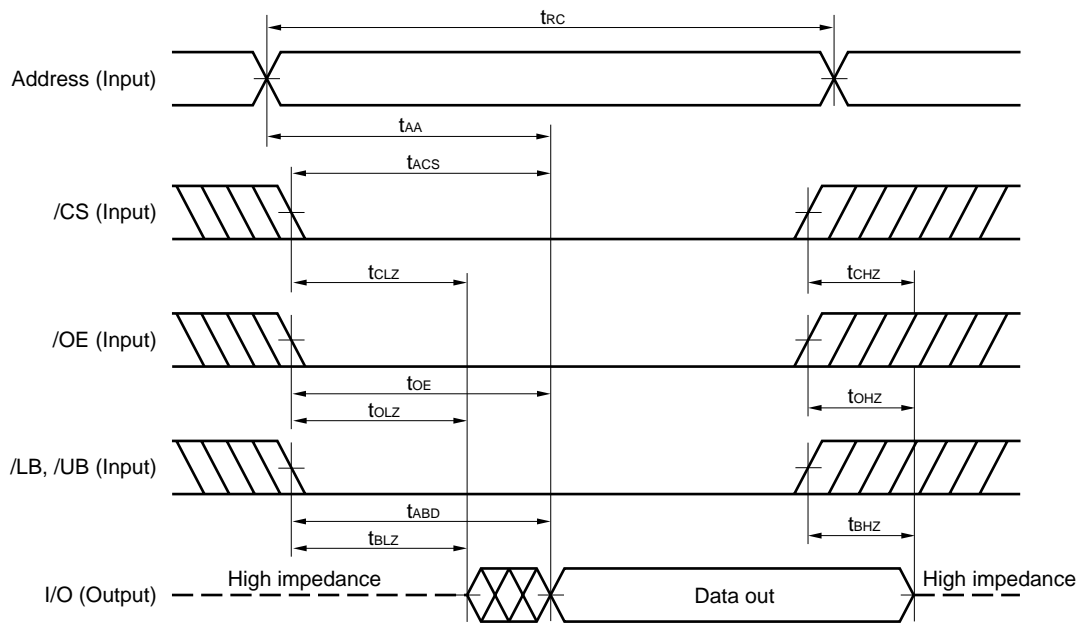 tRC
Address (Input)
tAA
tACS
/CS (Input)
tCLZ
tCHZ
/OE (Input)
tOE
tOLZ
tOHZ
/LB, /UB (Input)
tABD
tBLZ
tBHZ
I/O (Output)
High impedance
Data out
High impedance